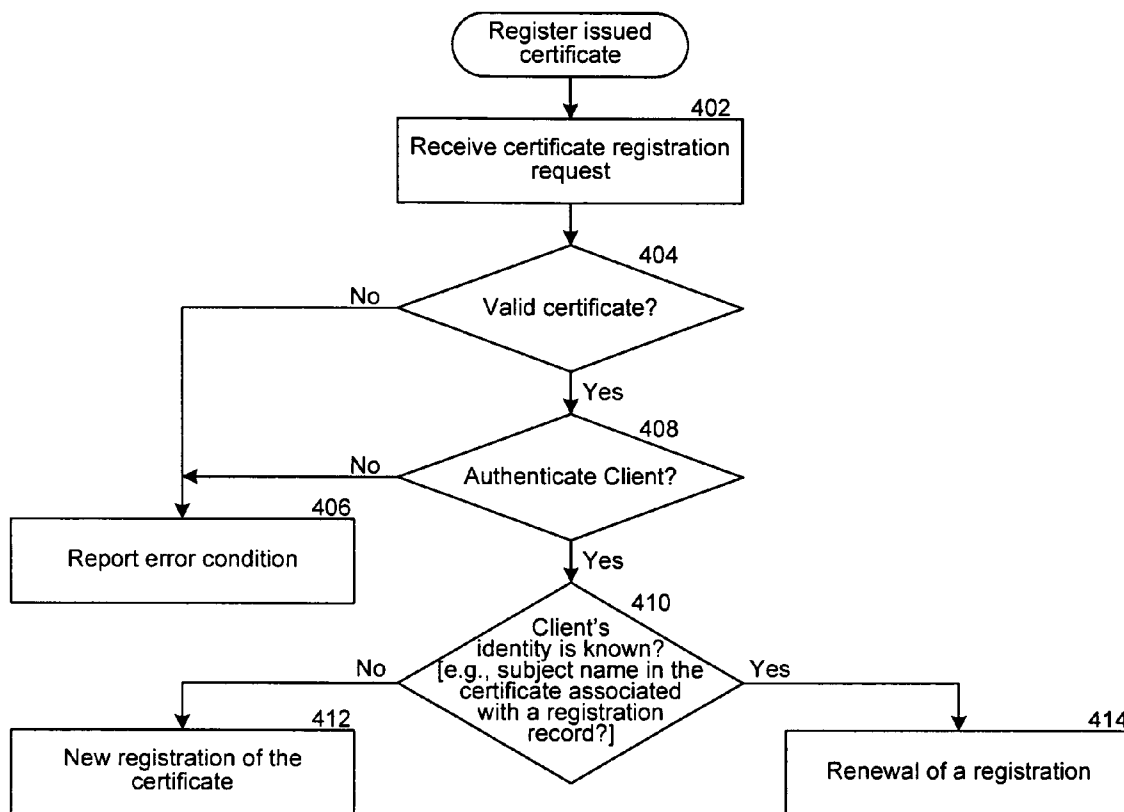 Register issued
certificate
402
Receive certificate registration
request
404
Valid certificate?
No
Yes
408
Authenticate Client?
No
406
Report error condition
Yes
410
Client's
identity is known?
[e.g., subject name in the
certificate associated
with a registration
record?]
No
Yes
412
New registration of the
certificate
414
Renewal of a registration